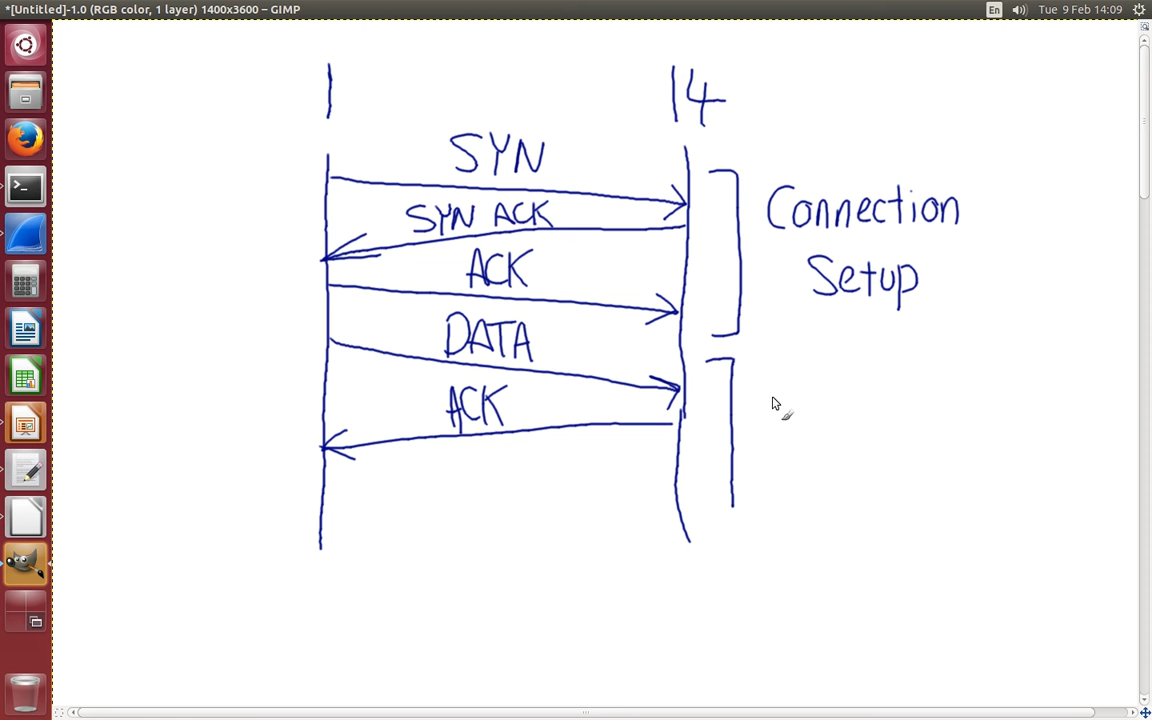 *[Untitled]-1.0 (RGB color, 1 layer) 1400x3600 – GIMP
En
Tue 9 Feb 14:09
1
14
SYN
SYN ACK
ACK
DATA
ACK
Connection
Setup